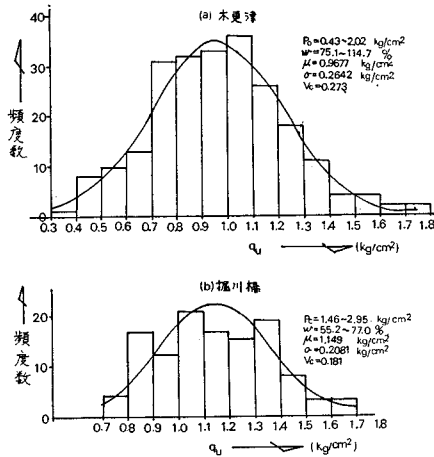 (a) 木更津
40
30
20
10
0
頻度数
P₀=0.43~2.02 kg/cm2
w=75.1~114.7 %
μ=0.9677 kg/cm2
σ=0.2642 kg/cm2
Vc=0.273
0.3 0.4 0.5 0.6 0.7 0.8 0.9 1.0 1.1 1.2 1.3 1.4 1.5 1.6 1.7 1.8
qu (kg/cm2)
(b) 堀川橋
20
10
0
頻度数
Pc=1.46~2.95 kg/cm2
w=55.2~77.0 %
μ=1.149 kg/cm2
σ=0.2081 kg/cm2
Vc=0.181
0.7 0.8 0.9 1.0 1.1 1.2 1.3 1.4 1.5 1.6 1.7
qu (kg/cm2)